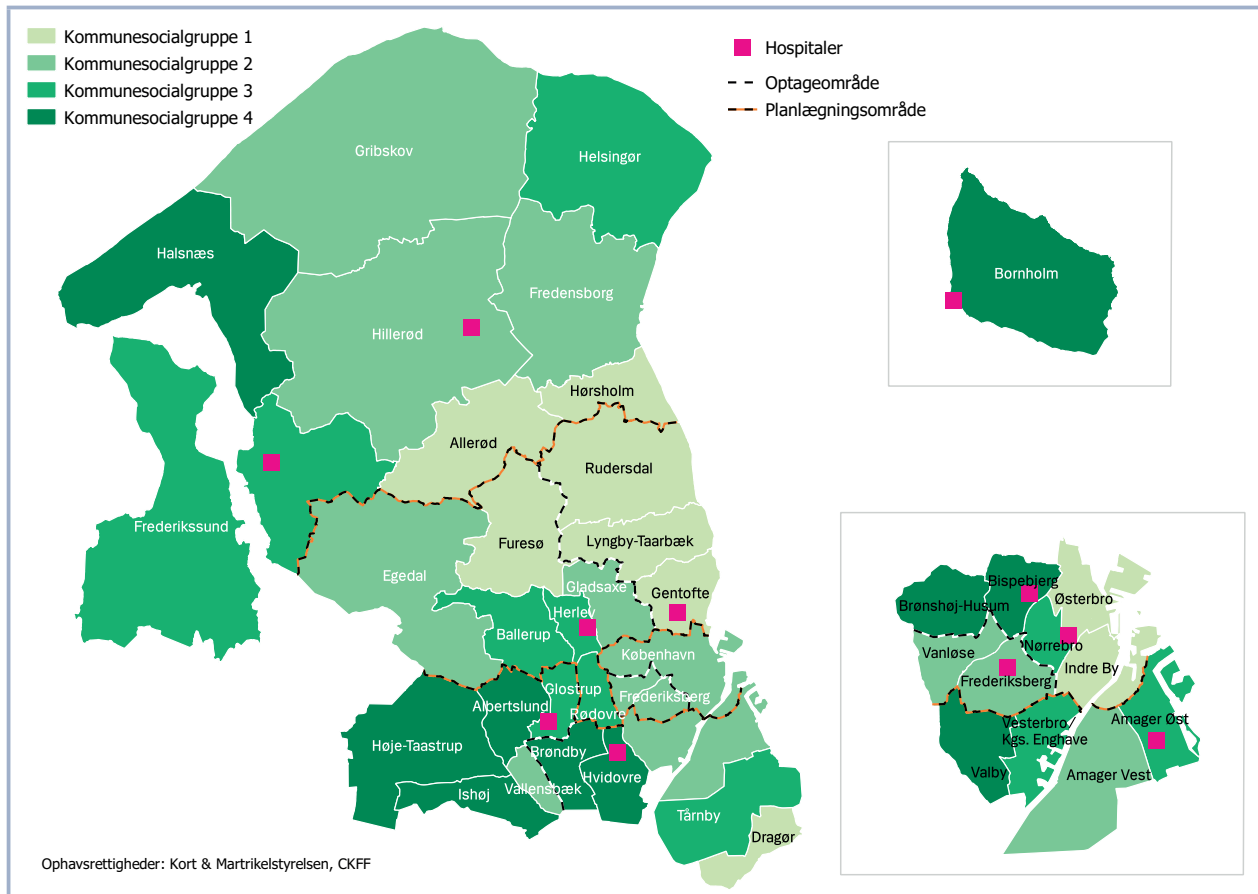 Kommunesocialgruppe 1
Kommunesocialgruppe 2
Kommunesocialgruppe 3
Kommunesocialgruppe 4
Hospitaler
Optageområde
Planlægningsområde
Gribskov
Helsingør
Halsnæs
Fredensborg
Hillerød
Hørsholm
Allerød
Rudersdal
Frederikssund
Furesø
Lyngby-Taarbæk
Egedal
Gladsaxe
Gentofte
Herlev
Ballerup
København
Glostrup
Frederiksberg
Albertslund
Rødovre
Høje-Taastrup
Brøndby
Hvidovre
Ishøj
Vallensbæk
Tårnby
Dragør
Bornholm
Bispebjerg
Brønshøj-Husum
Østerbro
Vanløse
Nørrebro
Indre By
Frederiksberg
Vesterbro/
Kgs. Enghave
Amager Øst
Valby
Amager Vest
Ophavsrettigheder: Kort & Martrikelstyrelsen, CKFF